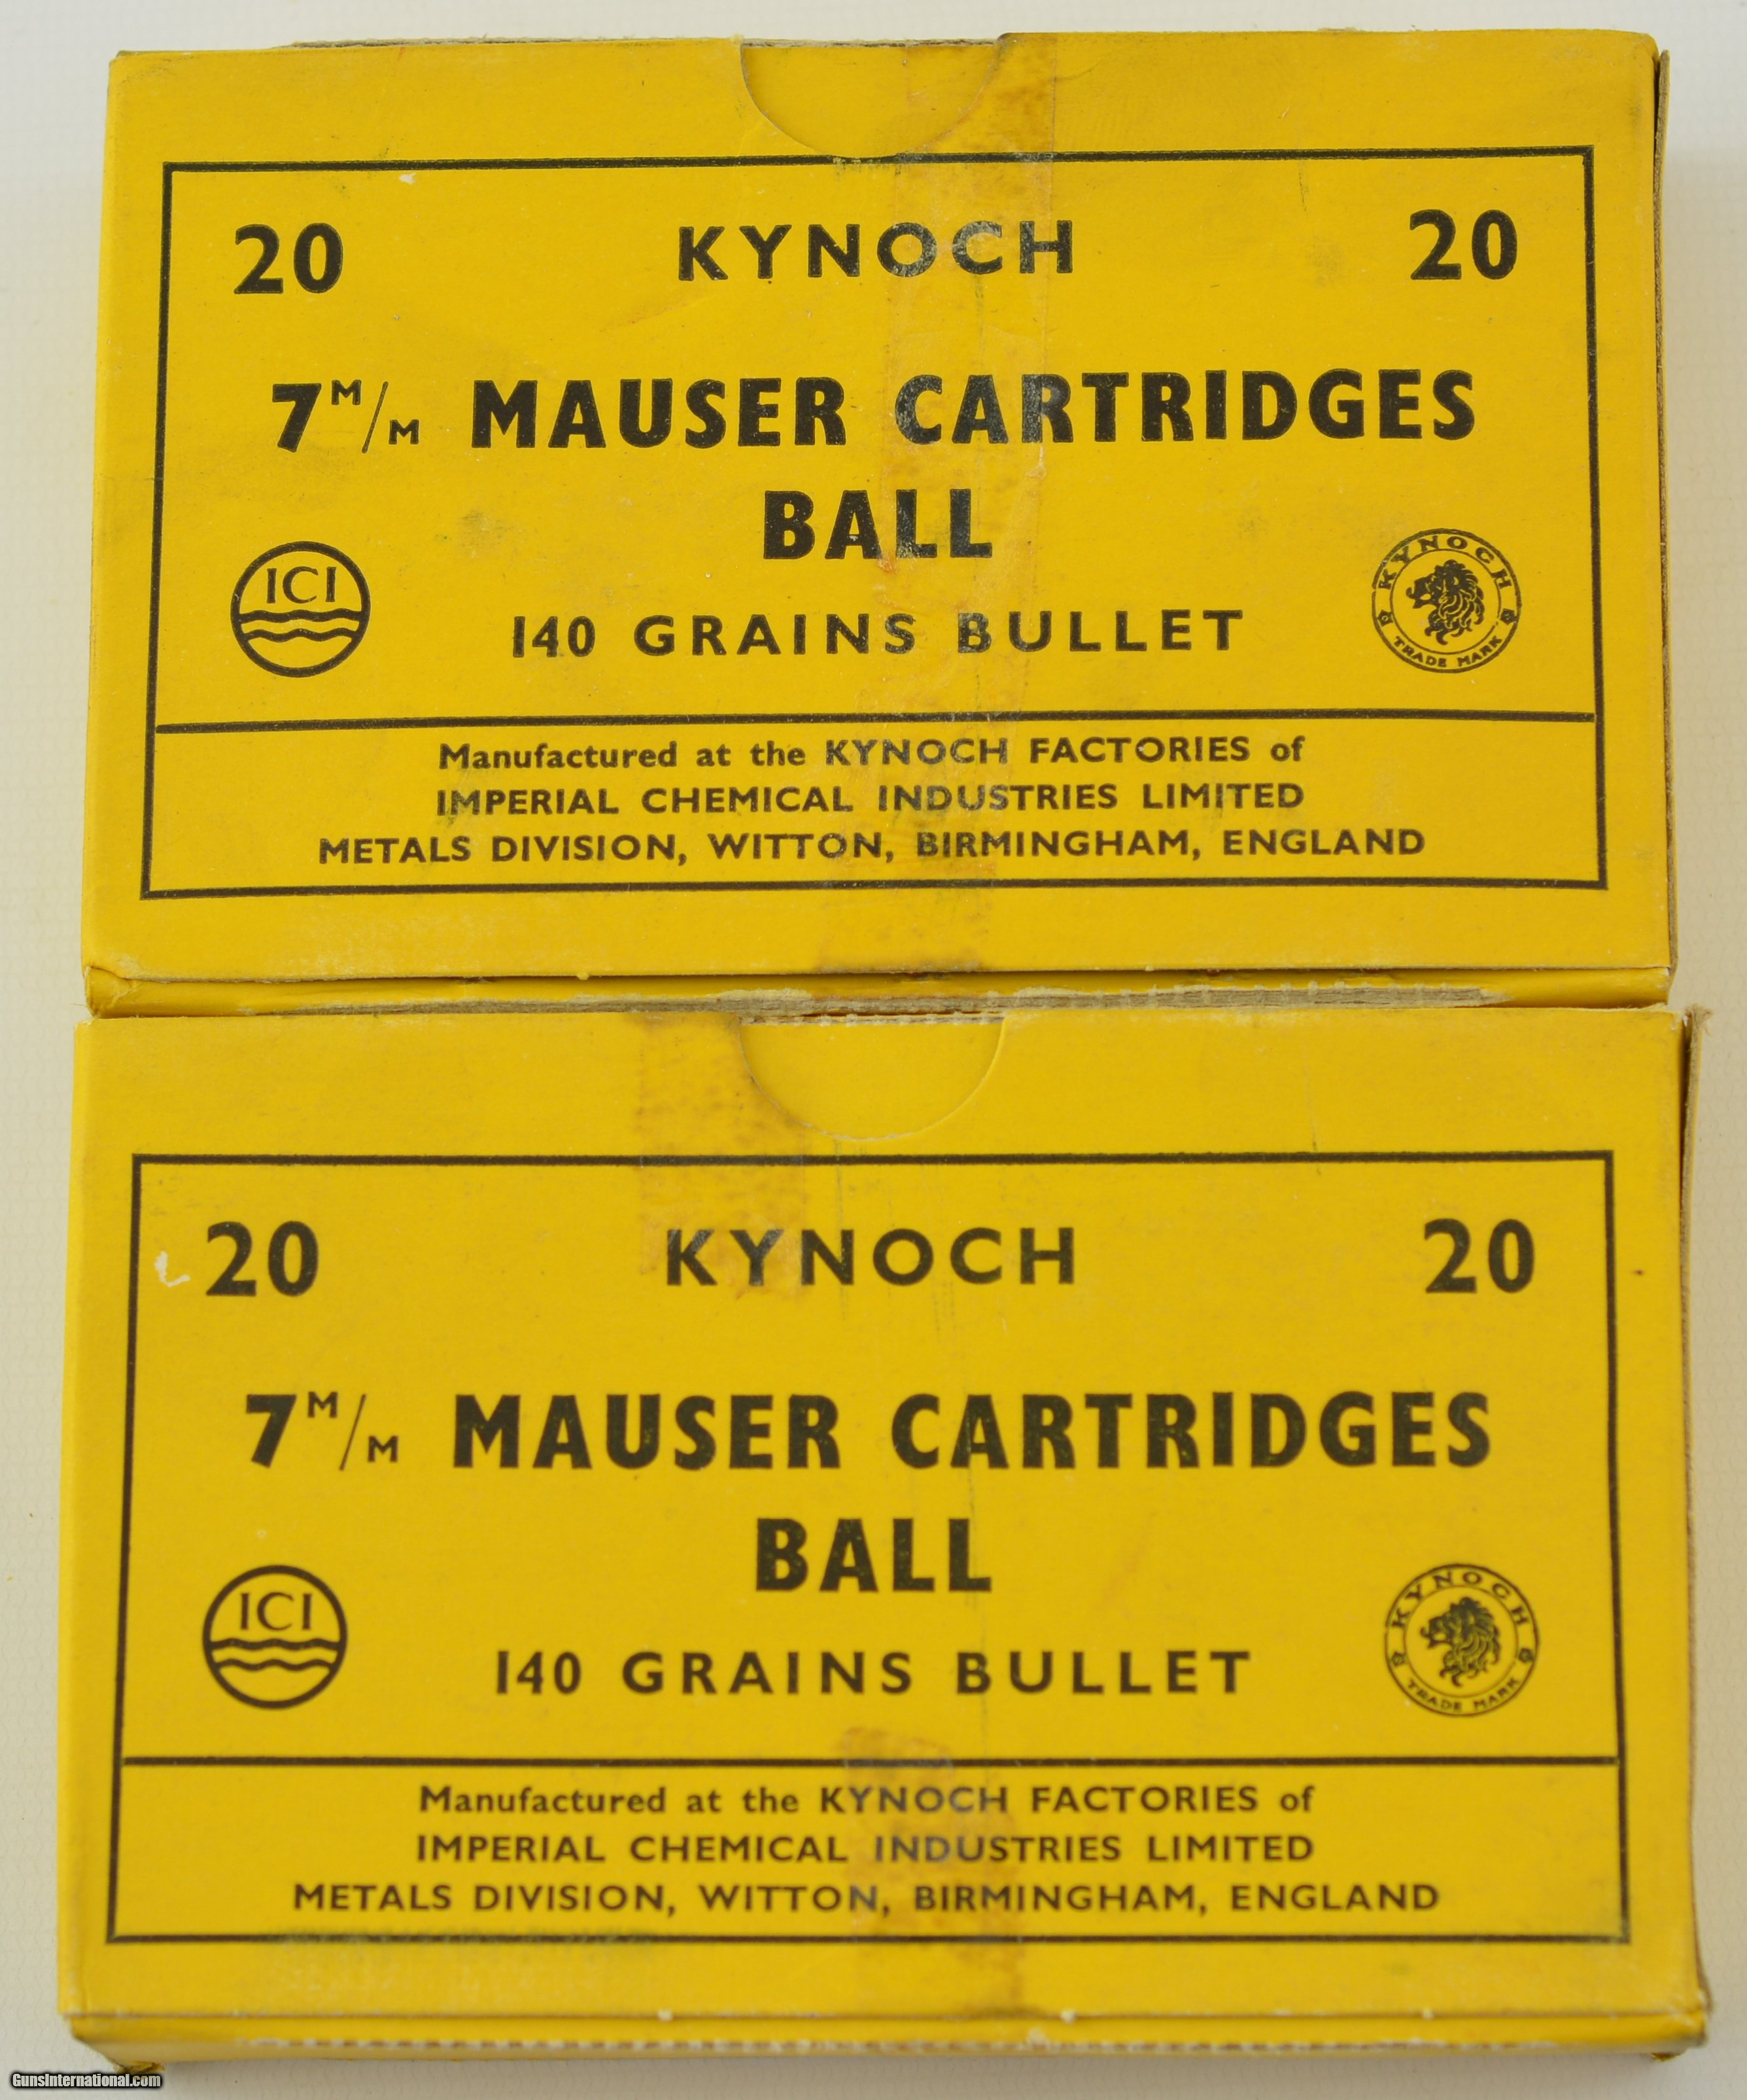 20 KYNOCH 20
7 M/M MAUSER CARTRIDGES
BALL
ICI
140 GRAINS BULLET
KYNOCH
TRADE MARK
Manufactured at the KYNOCH FACTORIES of
IMPERIAL CHEMICAL INDUSTRIES LIMITED
METALS DIVISION, WITTON, BIRMINGHAM, ENGLAND
20 KYNOCH 20
7 M/M MAUSER CARTRIDGES
BALL
ICI
140 GRAINS BULLET
KYNOCH
TRADE MARK
Manufactured at the KYNOCH FACTORIES of
IMPERIAL CHEMICAL INDUSTRIES LIMITED
METALS DIVISION, WITTON, BIRMINGHAM, ENGLAND
GunsInternational.com